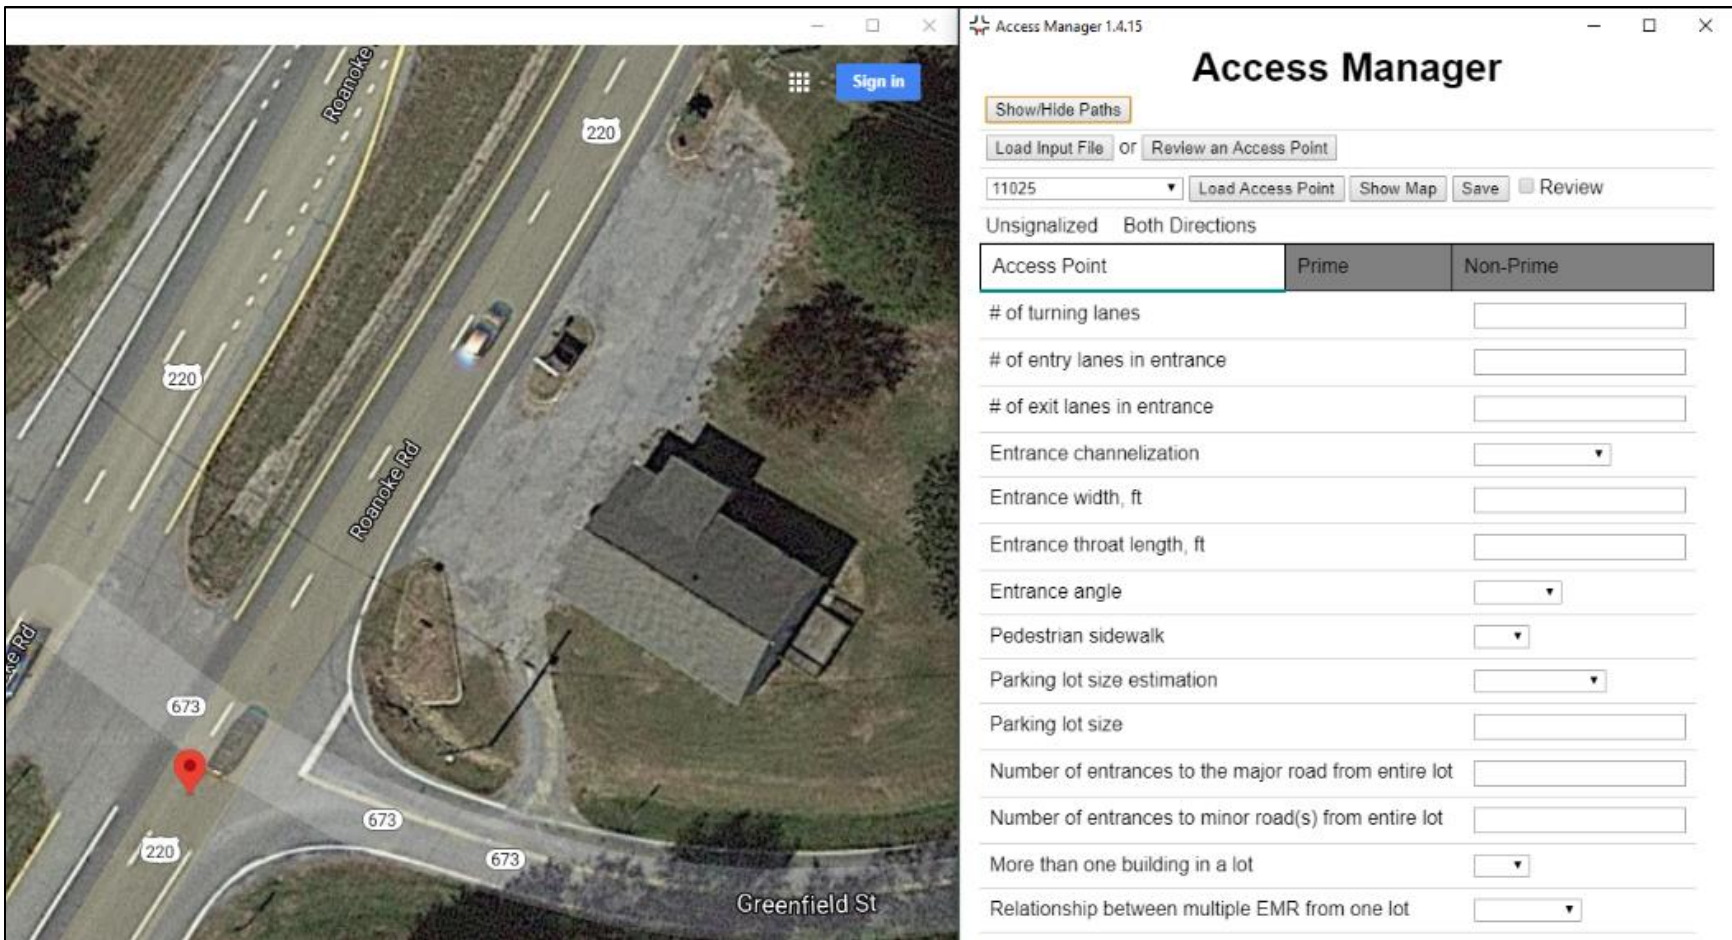 Sign in
Roanoke
220
220
Roanoke Rd
ke Rd
673
673
220
673
Greenfield St
Access Manager 1.4.15
Access Manager
Show/Hide Paths
Load Input File or Review an Access Point
11025 Load Access Point Show Map Save Review
Unsignalized Both Directions
Access Point Prime Non-Prime
# of turning lanes
# of entry lanes in entrance
# of exit lanes in entrance
Entrance channelization
Entrance width, ft
Entrance throat length, ft
Entrance angle
Pedestrian sidewalk
Parking lot size estimation
Parking lot size
Number of entrances to the major road from entire lot
Number of entrances to minor road(s) from entire lot
More than one building in a lot
Relationship between multiple EMR from one lot